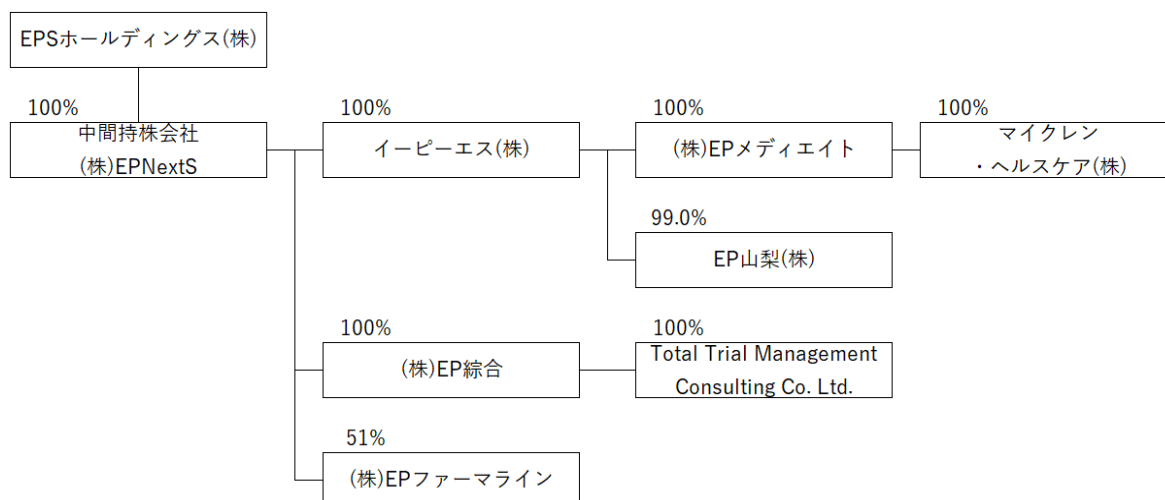 EPSホールディングス(株)
100%
中間持株会社
(株)EPNextS
100%
イーピーエス(株)
100%
(株)EPメディエイト
100%
マイクレン
・ヘルスケア(株)
99.0%
EP山梨(株)
100%
(株)EP綜合
100%
Total Trial Management
Consulting Co. Ltd.
51%
(株)EPファーマライン